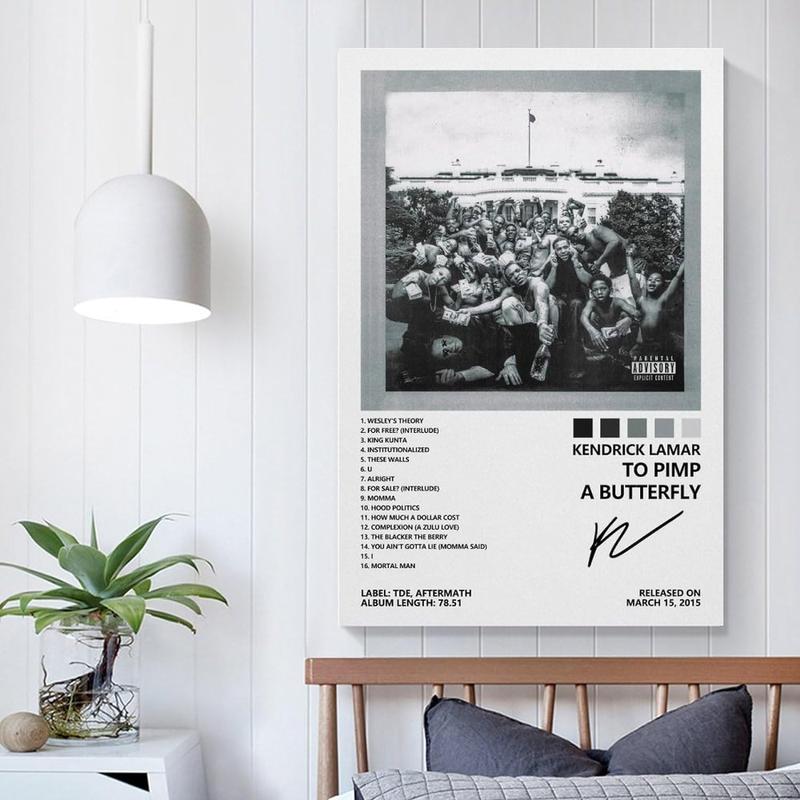 PARENTAL
ADVISORY
EXPLICIT CONTENT
1. WESLEY'S THEORY
2. FOR FREE? (INTERLUDE)
3. KING KUNTA
4. INSTITUTIONALIZED
5. THESE WALLS
6. U
7. ALRIGHT
8. FOR SALE? (INTERLUDE)
9. MOMMA
10. HOOD POLITICS
11. HOW MUCH A DOLLAR COST
12. COMPLEXION (A ZULU LOVE)
13. THE BLACKER THE BERRY
14. YOU AIN'T GOTTA LIE (MOMMA SAID)
15. I
16. MORTAL MAN
KENDRICK LAMAR
TO PIMP
A BUTTERFLY
LABEL: TDE, AFTERMATH
ALBUM LENGTH: 78.51
RELEASED ON
MARCH 15, 2015